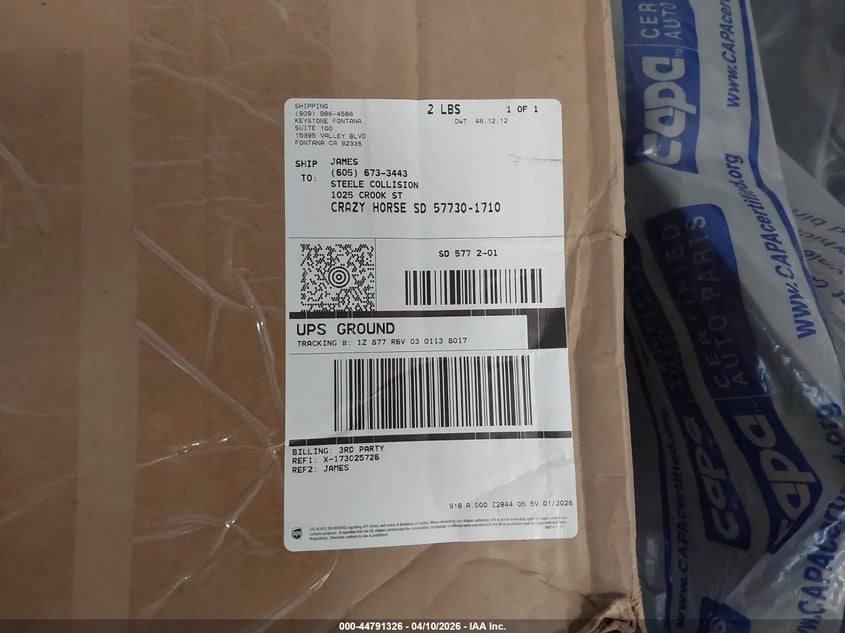 SHIPPING
(909) 986-4586
KEYSTONE FONTANA
SUITE 100
15895 VALLEY BLVD
FONTANA CA 92335
2 LBS
1 OF 1
DWT: 48.12.12
SHIP TO:
JAMES
(605) 673-3443
STEELE COLLISION
1025 CROOK ST
CRAZY HORSE SD 57730-1710
SD 577 2-01
UPS GROUND
TRACKING #: 1Z 877 R6V 03 0113 8017
BILLING: 3RD PARTY
REF1: X-173025726
REF2: JAMES
918.A.000 ZZ844 05.5V 01/2026
capa
CERTIFIED
AUTO PARTS
www.CAPAcertified.org
000-44791326 - 04/10/2026 - IAA Inc.